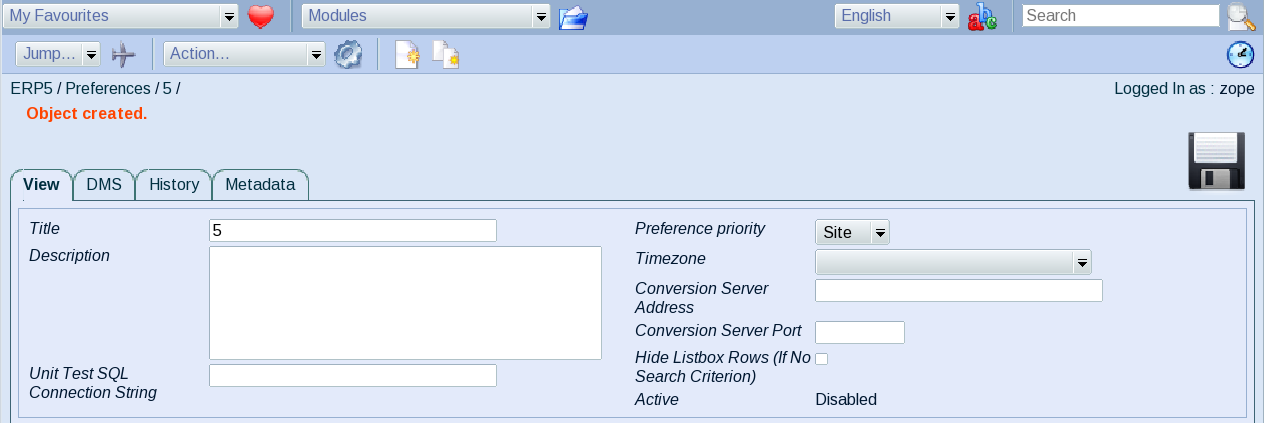 My Favourites Modules English Search
Jump... Action...
ERP5 / Preferences / 5 / Logged In as : zope
Object created.
View DMS History Metadata
Title 5
Description
Unit Test SQL
Connection String
Preference priority Site
Timezone
Conversion Server
Address
Conversion Server Port
Hide Listbox Rows (If No
Search Criterion)
Active Disabled